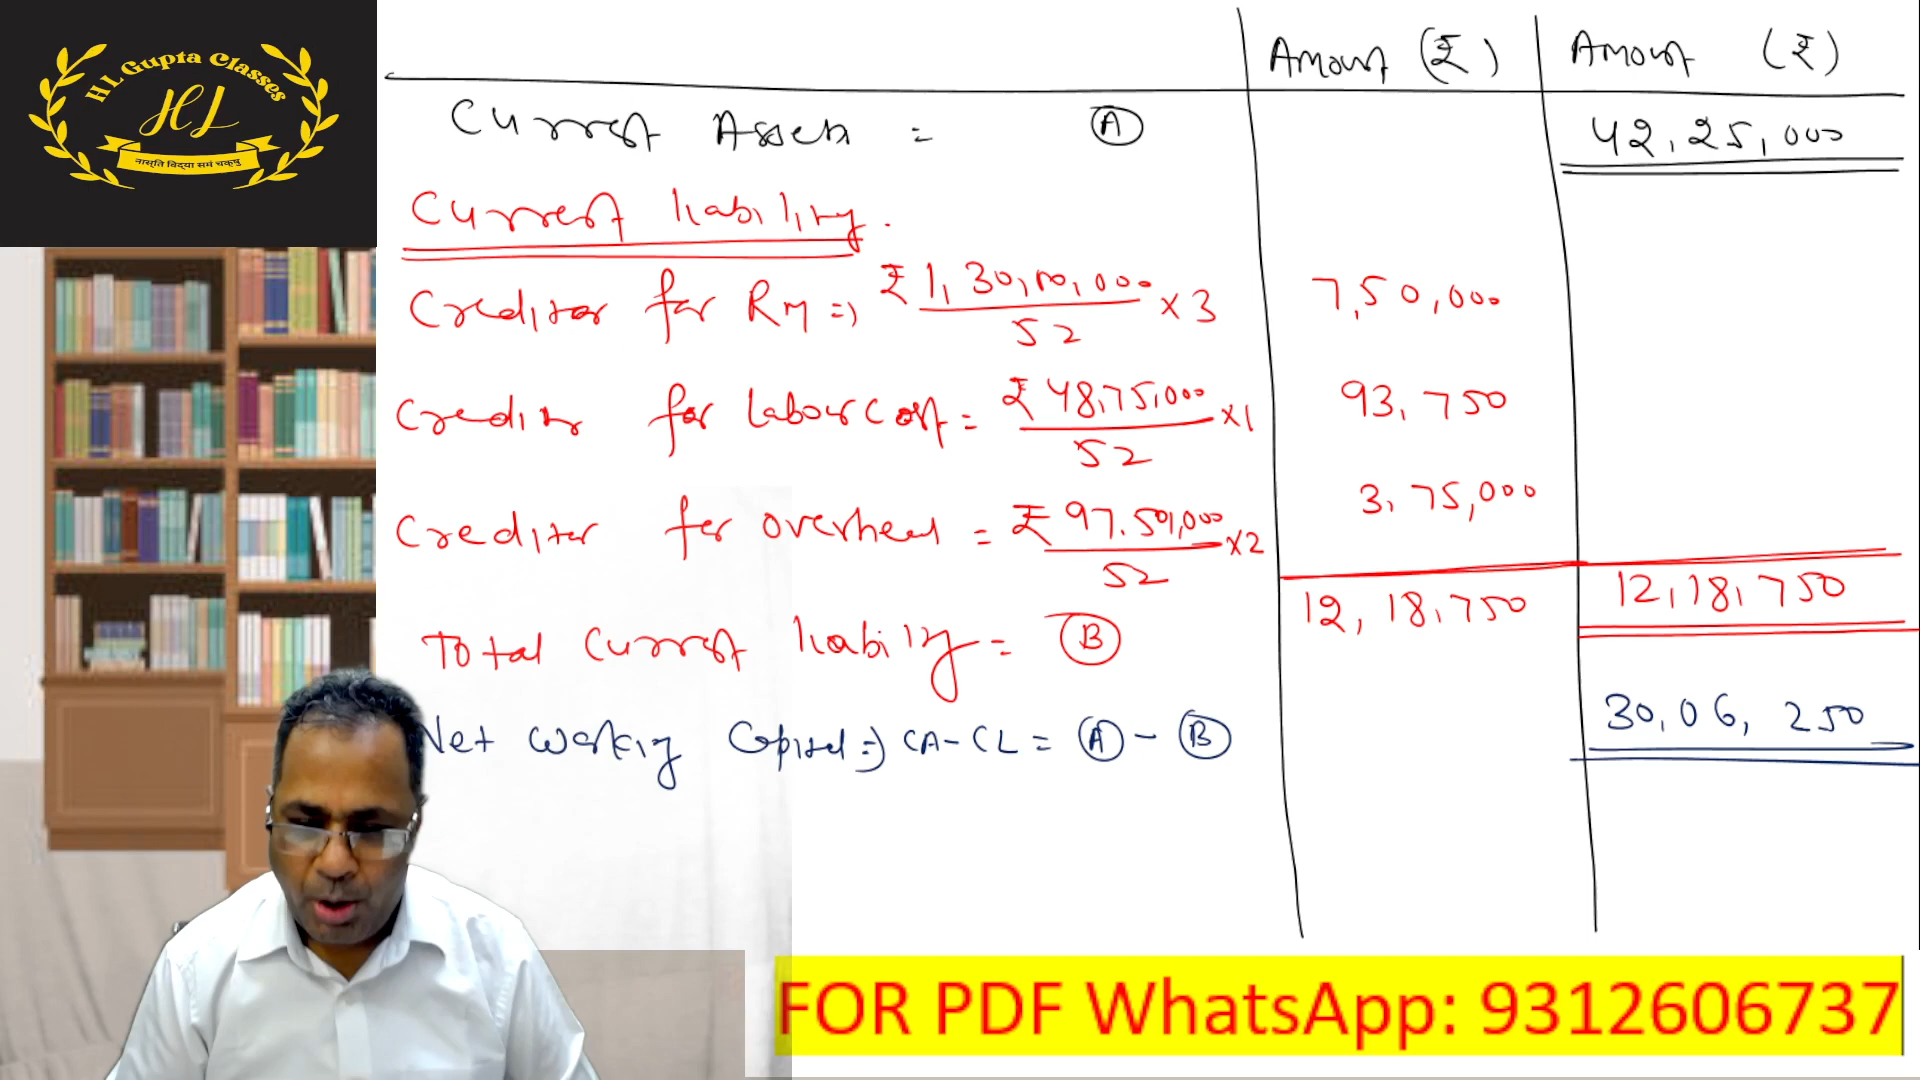 HL Gupta Classes
HL
नास्ति विद्या समं चक्षु
Amount (₹) Amount (₹)
Current Assets = Ⓐ 42,25,000
Current liability.
Creditor for RM => ₹1,30,00,000/52 ×3 7,50,000
Creditor for labour cost = ₹48,75,000/52 ×1 93,750
Creditor for overhead = ₹97,50,000/52 ×2 3,75,000
12,18,750 12,18,750
Total Current liability = Ⓑ
Net working Capital => CA-CL = Ⓐ - Ⓑ 30,06,250
FOR PDF WhatsApp: 9312606737